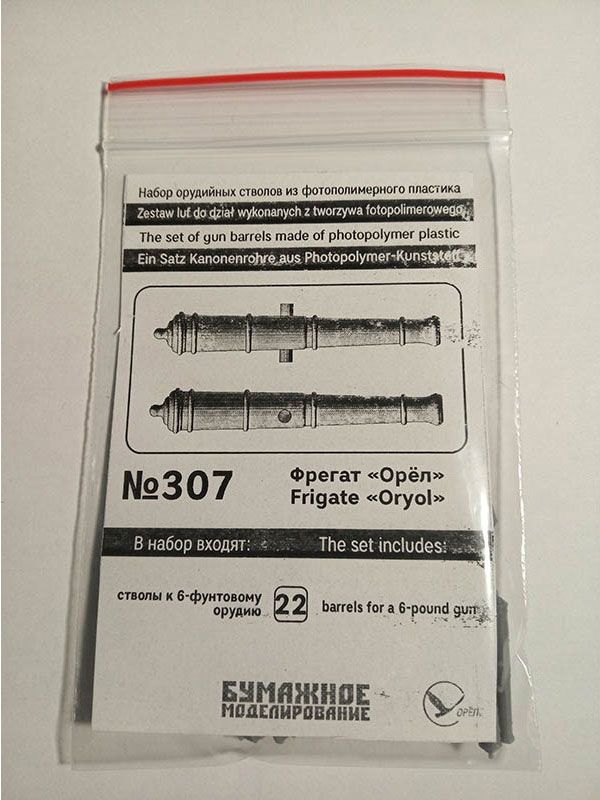 Набор орудийных стволов из фотополимерного пластика
Zestaw luf do dział wykonanych z tworzywa fotopolimerowego
The set of gun barrels made of photopolymer plastic
Ein Satz Kanonenrohre aus Photopolymer-Kunststoff
№307
Фрегат «Орёл»
Frigate «Oryol»
В набор входят: The set includes:
стволы к 6-фунтовому
орудию
22
barrels for a 6-pound gun
БУМАЖНОЕ
МОДЕЛИРОВАНИЕ
ОРЁЛ